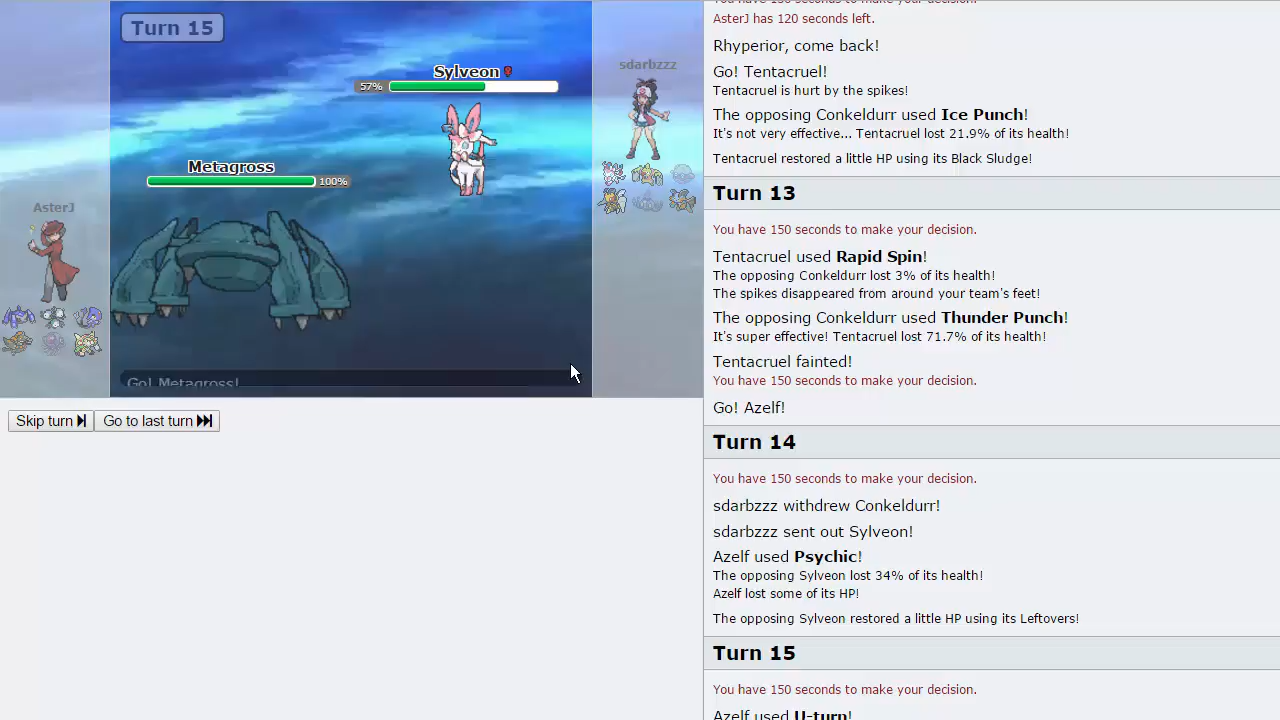 Turn 15
Sylveon
57%
sdarbzzz
Metagross
100%
AsterJ
Go! Metagross!
Skip turn
Go to last turn
You have 150 seconds to make your decision.
AsterJ has 120 seconds left.
Rhyperior, come back!
Go! Tentacruel!
Tentacruel is hurt by the spikes!
The opposing Conkeldurr used Ice Punch!
It's not very effective... Tentacruel lost 21.9% of its health!
Tentacruel restored a little HP using its Black Sludge!
Turn 13
You have 150 seconds to make your decision.
Tentacruel used Rapid Spin!
The opposing Conkeldurr lost 3% of its health!
The spikes disappeared from around your team's feet!
The opposing Conkeldurr used Thunder Punch!
It's super effective! Tentacruel lost 71.7% of its health!
Tentacruel fainted!
You have 150 seconds to make your decision.
Go! Azelf!
Turn 14
You have 150 seconds to make your decision.
sdarbzzz withdrew Conkeldurr!
sdarbzzz sent out Sylveon!
Azelf used Psychic!
The opposing Sylveon lost 34% of its health!
Azelf lost some of its HP!
The opposing Sylveon restored a little HP using its Leftovers!
Turn 15
You have 150 seconds to make your decision.
Azelf used U-turn!